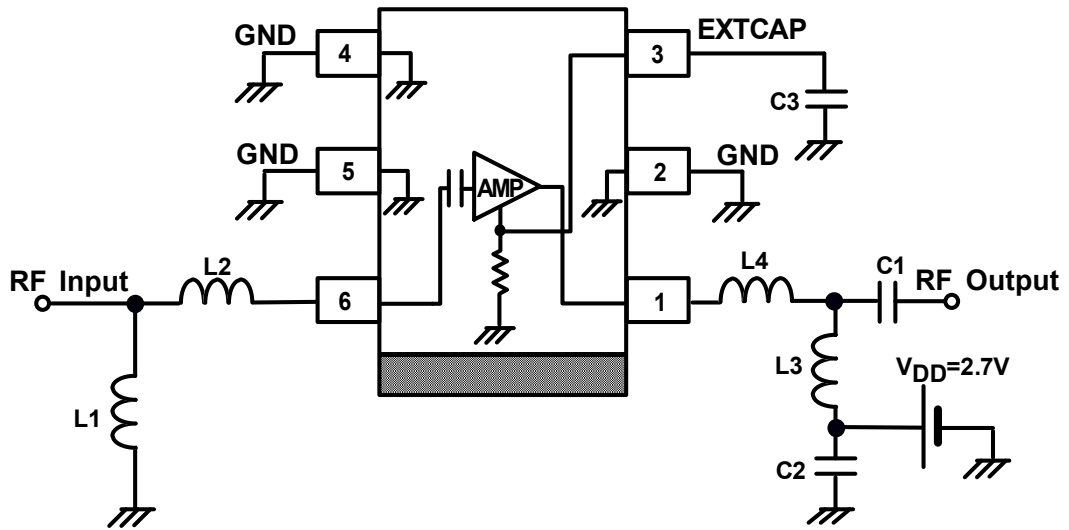 GND
4
3
EXTCAP
C3
GND
5
AMP
2
GND
RF Input
L2
6
1
L4
C1
RF Output
L1
L3
VDD=2.7V
C2